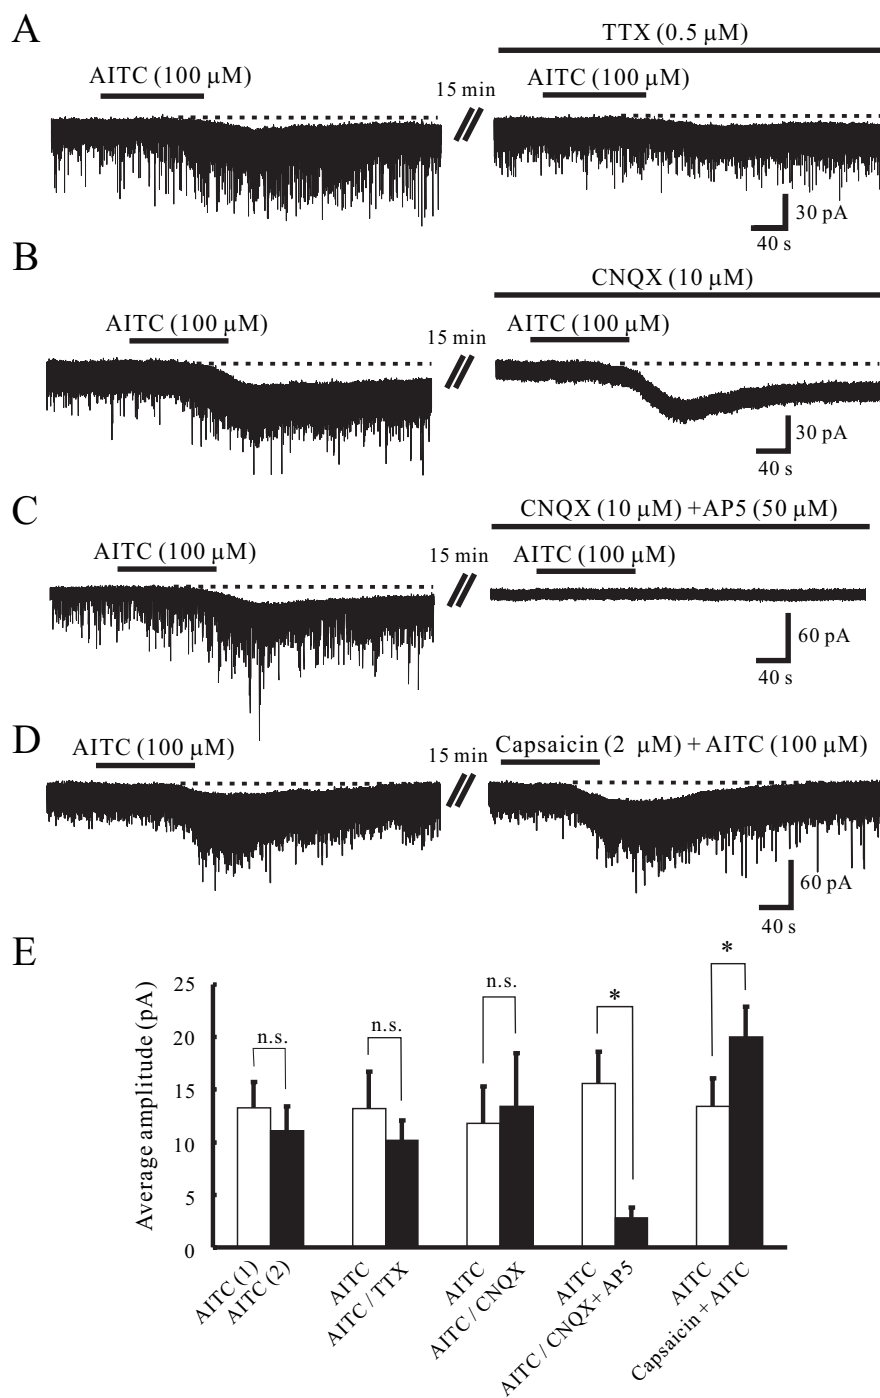 A
TTX (0.5 μM)
AITC (100 μM)
15 min
AITC (100 μM)
30 pA
40 s
B
CNQX (10 μM)
AITC (100 μM)
15 min
AITC (100 μM)
30 pA
40 s
C
CNQX (10 μM) +AP5 (50 μM)
AITC (100 μM)
15 min
AITC (100 μM)
60 pA
40 s
D
AITC (100 μM)
15 min
Capsaicin (2 μM) + AITC (100 μM)
60 pA
40 s
E
Average amplitude (pA)
25
20
15
10
5
0
n.s.
n.s.
n.s.
*
*
AITC (1)
AITC (2)
AITC
AITC / TTX
AITC
AITC / CNQX
AITC
AITC / CNQX+ AP5
AITC
Capsaicin + AITC